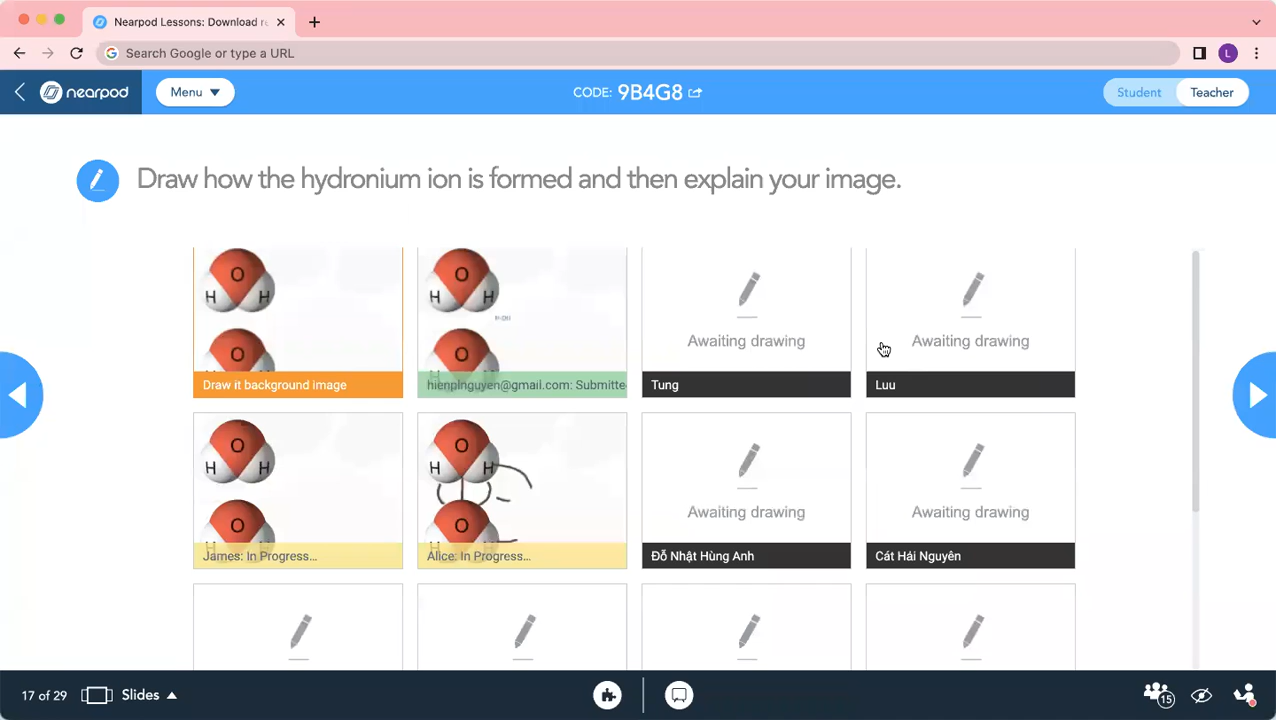 Nearpod Lessons: Download ru
Search Google or type a URL
L
nearpod
Menu
CODE: 9B4G8
Student
Teacher
Draw how the hydronium ion is formed and then explain your image.
O
H H
O
Draw it background image
O
H H
O
hienplnguyen@gmail.com: Submitte
Awaiting drawing
Tung
Awaiting drawing
Luu
O
H H
O
James: In Progress...
O
H H
O
Alice: In Progress...
Awaiting drawing
Đỗ Nhật Hùng Anh
Awaiting drawing
Cát Hải Nguyên
17 of 29
Slides
15